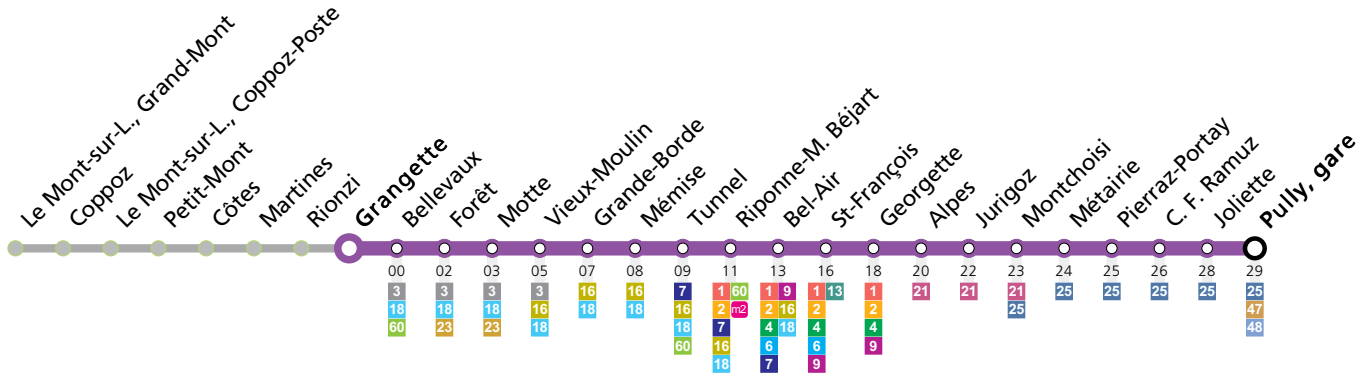 Le Mont-sur-L., Grand-Mont
Coppoz
Le Mont-sur-L., Coppoz-Poste
Petit-Mont
Côtes
Martines
Rionzi
Grangette
Bellevaux
Forêt
Motte
Vieux-Moulin
Grande-Borde
Mémise
Tunnel
Riponne-M. Béjart
Bel-Air
St-François
Georgette
Alpes
Jurigoz
Montchoisi
Métairie
Pierraz-Portay
C. F. Ramuz
Joliette
Pully, gare
00 02 03 05 07 08 09 11 13 16 18 20 22 23 24 25 26 28 29
3 3 3 3 16 16 7 1 60 1 9 1 13 1 21 21 21 25 25 25 25 25
18 18 18 16 18 18 16 2 m2 2 16 2 2 25 47
60 23 23 18 18 7 4 18 4 4 48
60 16 6 6 9
18 7 9